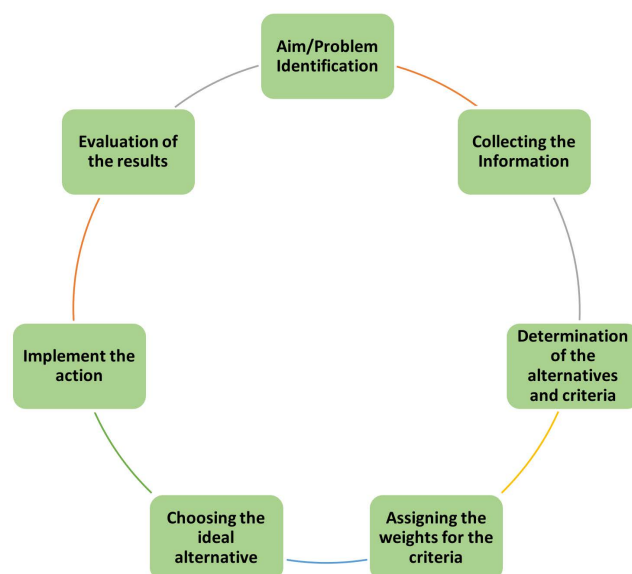 Aim/Problem
Identification
Collecting the
Information
Determination
of the
alternatives
and criteria
Assigning the
weights for the
criteria
Choosing the
ideal
alternative
Implement the
action
Evaluation of
the results